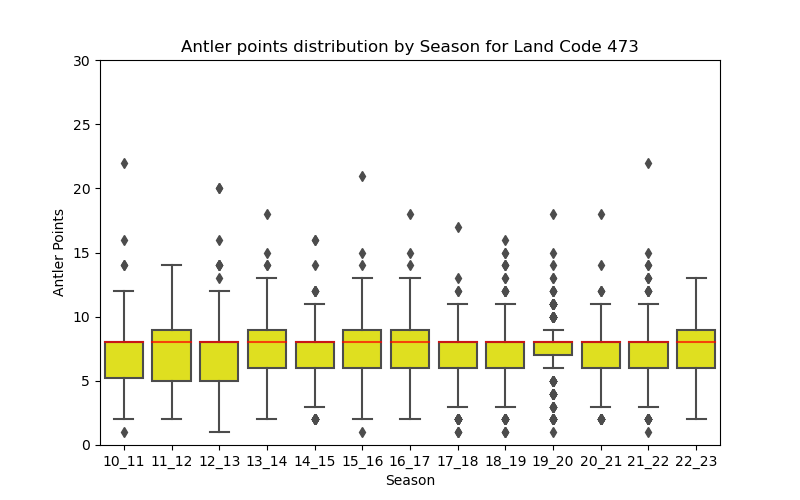 Antler points distribution by Season for Land Code 473
30
25
20
15
10
5
0
Antler Points
10_11 11_12 12_13 13_14 14_15 15_16 16_17 17_18 18_19 19_20 20_21 21_22 22_23
Season